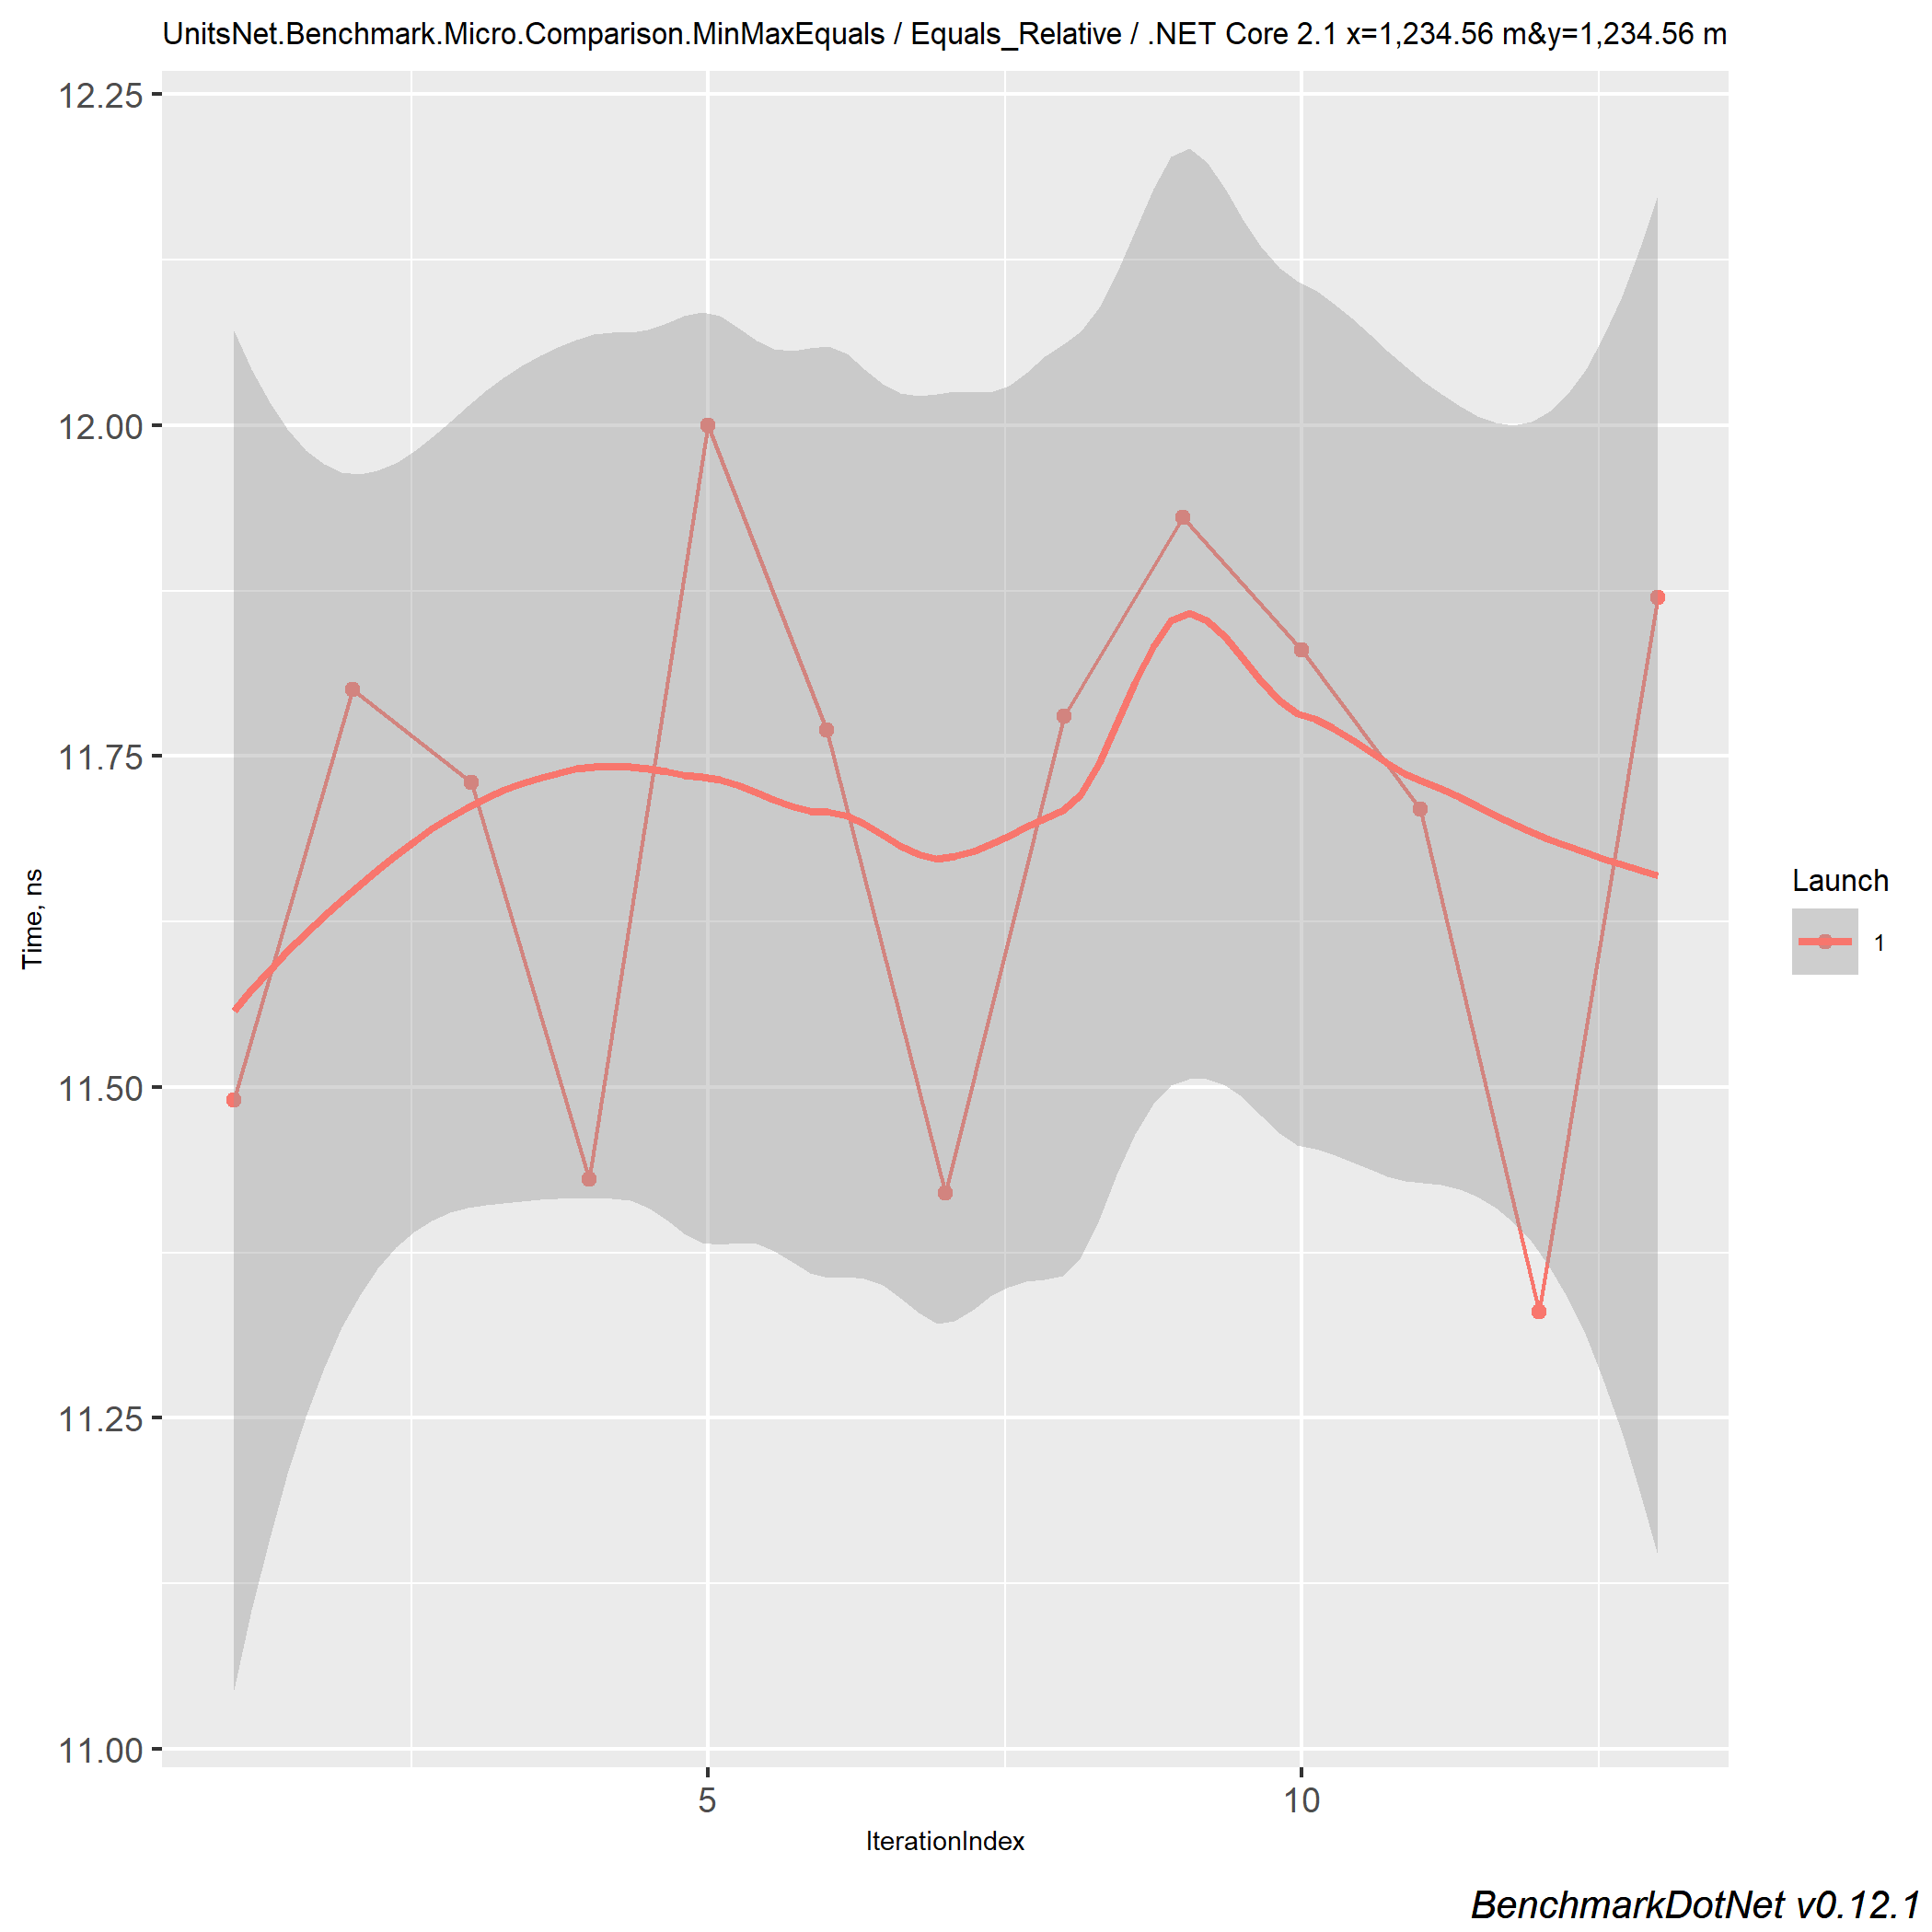 UnitsNet.Benchmark.Micro.Comparison.MinMaxEquals / Equals_Relative / .NET Core 2.1 x=1,234.56 m&y=1,234.56 m
12.25
12.00
11.75
11.50
11.25
11.00
Time, ns
5
10
IterationIndex
Launch
1
BenchmarkDotNet v0.12.1